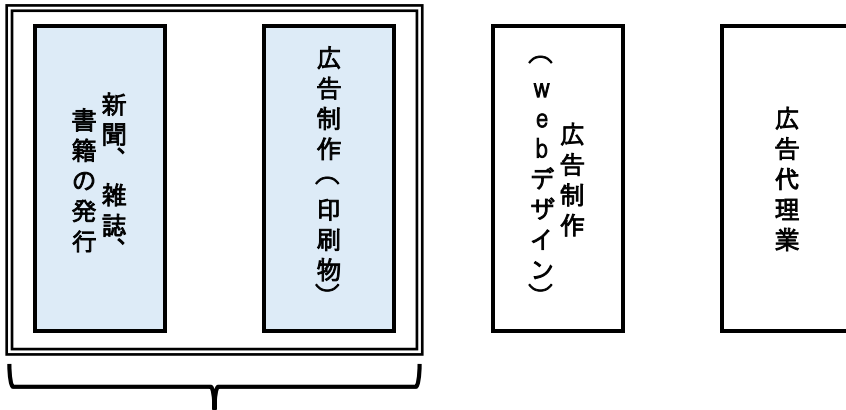 新聞、雑誌、
書籍の発行
広告制作(印刷物)
広告制作
(webデザイン)
広告代理業